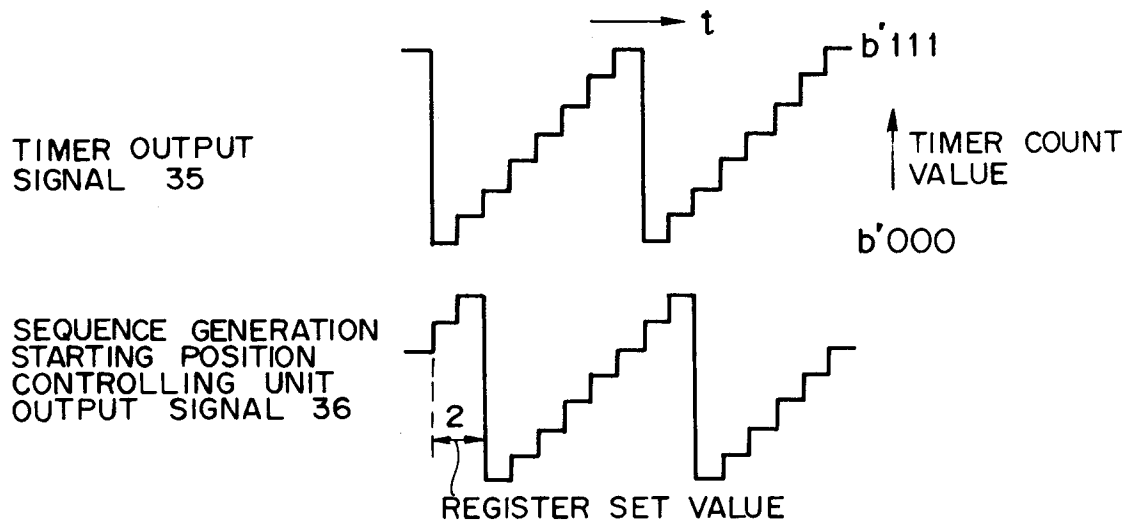 t
b'111
TIMER OUTPUT
SIGNAL 35
TIMER COUNT
VALUE
b'000
SEQUENCE GENERATION
STARTING POSITION
CONTROLLING UNIT
OUTPUT SIGNAL 36
2
REGISTER SET VALUE